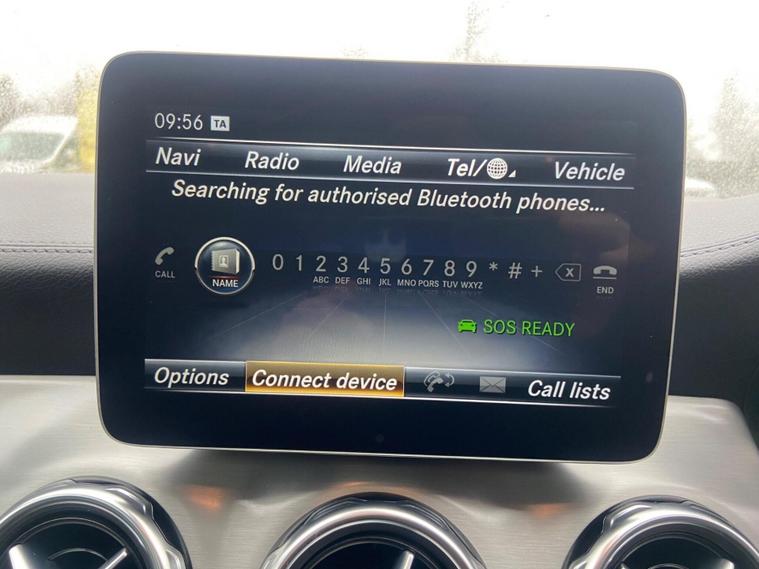 09:56 TA
Navi Radio Media Tel/ Vehicle
Searching for authorised Bluetooth phones...
CALL NAME 0 1 2 3 4 5 6 7 8 9 * # + X END
ABC DEF GHI JKL MNO PQRS TUV WXYZ
SOS READY
Options Connect device Call lists